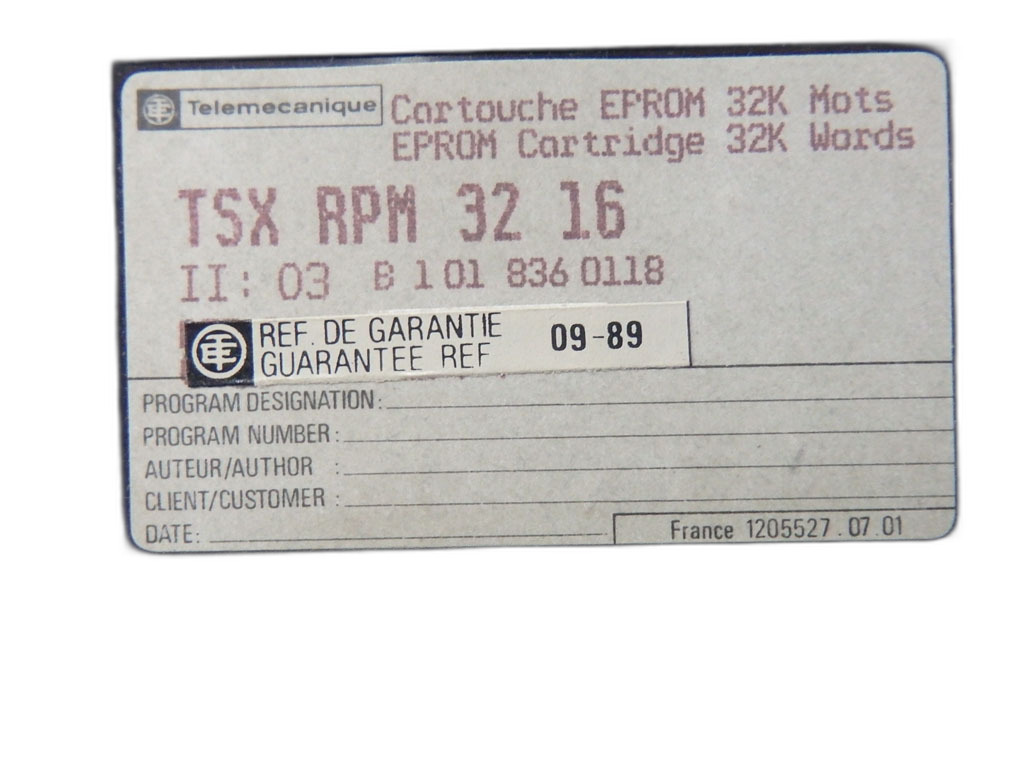 Telemecanique
Cartouche EPROM 32K Mots
EPROM Cartridge 32K Words
TSX RPM 32 16
II: 03 B 1 01 836 0118
REF. DE GARANTIE
GUARANTEE REF 09-89
PROGRAM DESIGNATION:
PROGRAM NUMBER:
AUTEUR/AUTHOR :
CLIENT/CUSTOMER :
DATE:
France 1205527.07.01